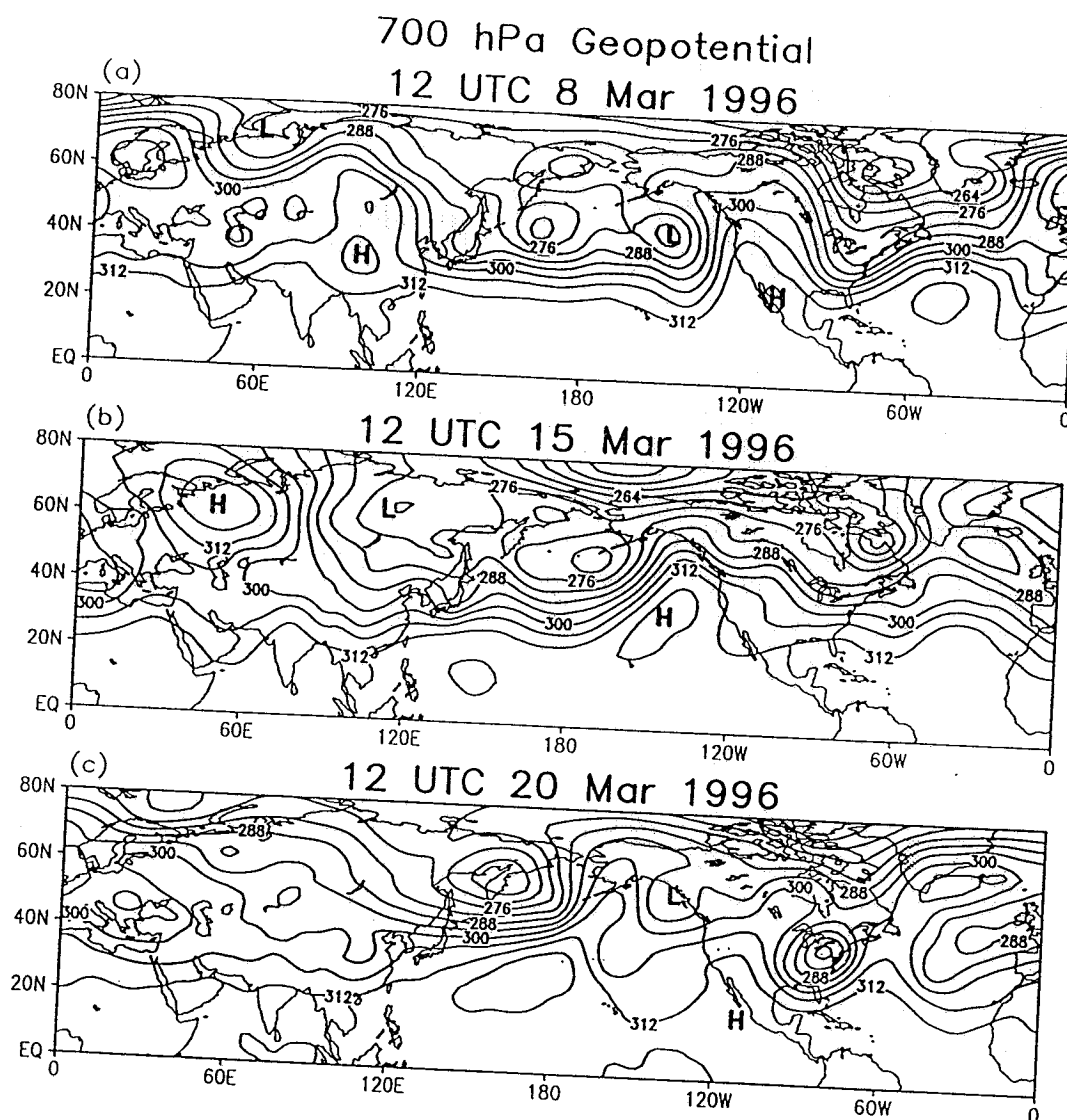 700 hPa Geopotential
(a)
12 UTC 8 Mar 1996
80N
60N
40N
20N
EQ
0 60E 120E 180 120W 60W 0
L 276 288 276 288 264 276
300 300 288
276 288 L 300
H 312 312 300 312
312 H
(b)
12 UTC 15 Mar 1996
80N
60N
40N
20N
EQ
0 60E 120E 180 120W 60W 0
H L 276 264 276
312 288 276 312 288 288
300 300 300 H 300
312 312
(c)
12 UTC 20 Mar 1996
80N
60N
40N
20N
EQ
0 60E 120E 180 120W 60W 0
288 300
300 276 L 300 288
300 288 300 288
312 312 H 288 312